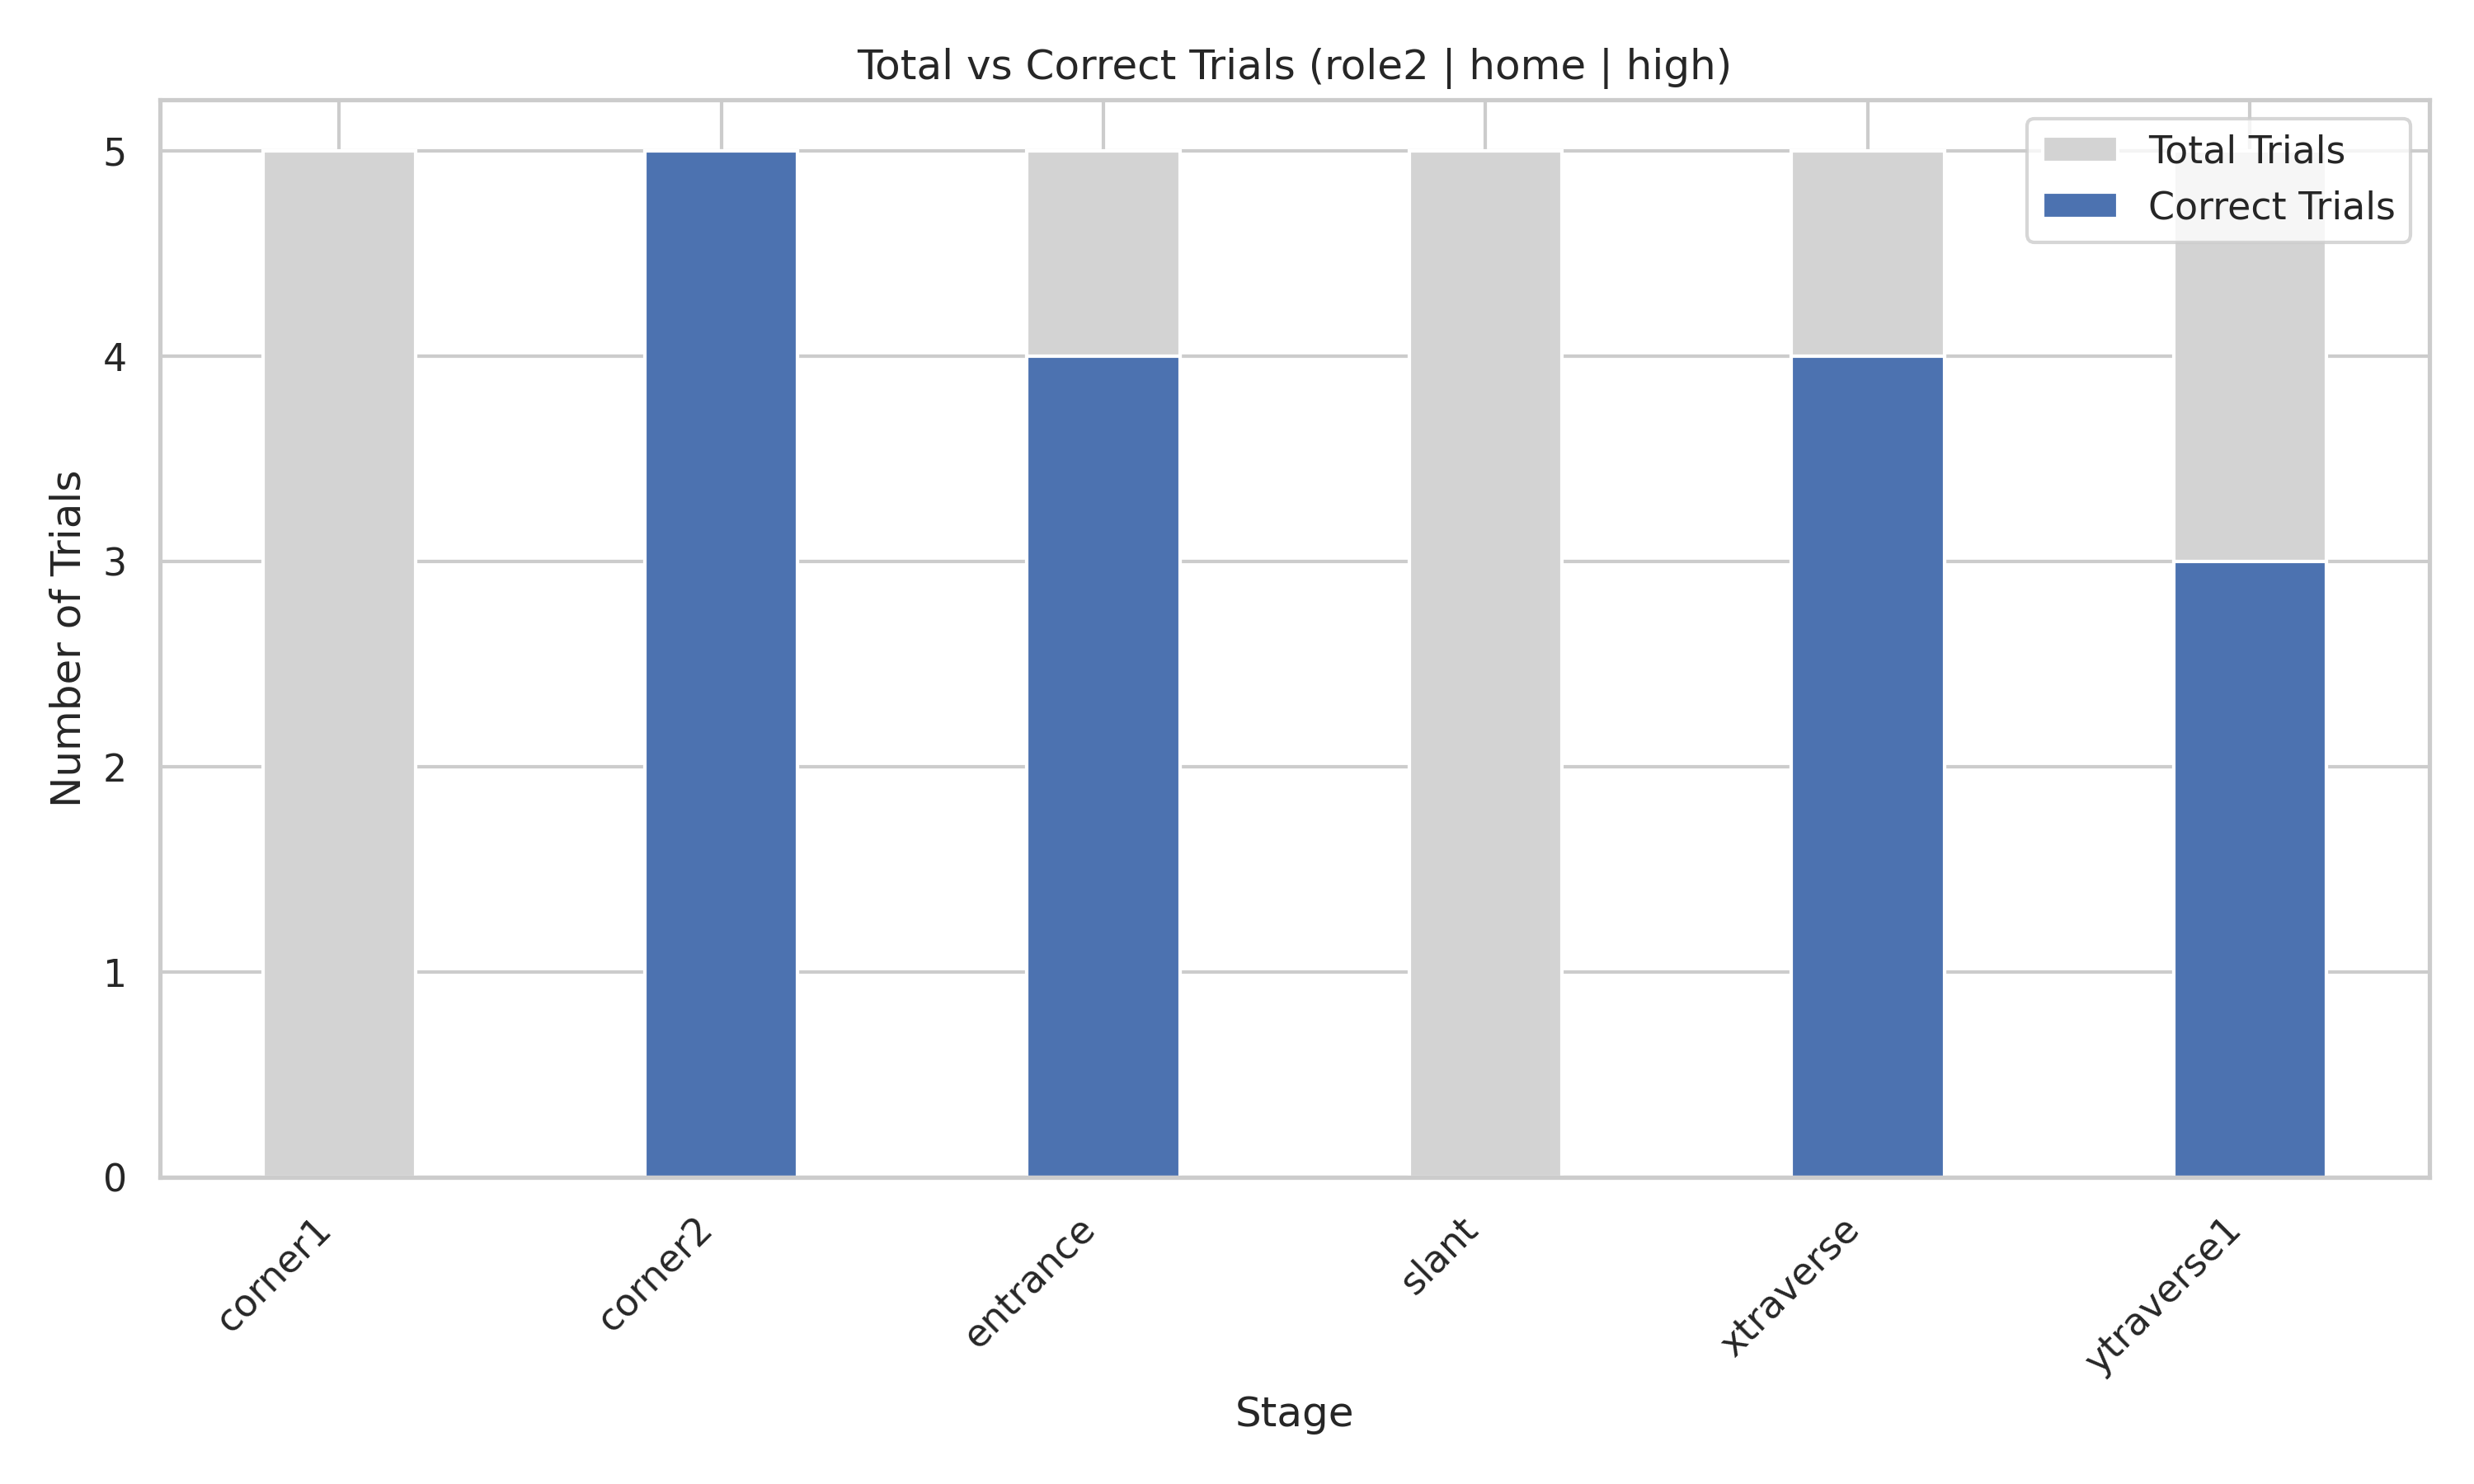 Total vs Correct Trials (role2 | home | high)
Total Trials
Correct Trials
Number of Trials
5
4
3
2
1
0
corner1
corner2
entrance
slant
xtraverse
ytraverse1
Stage